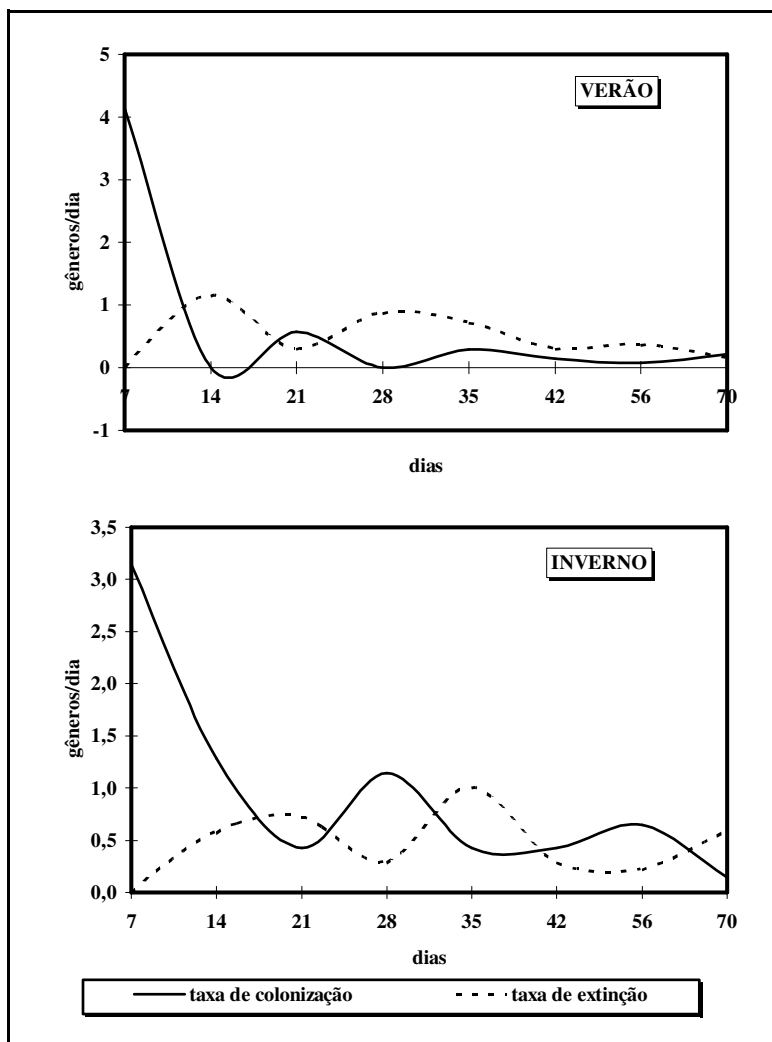 5
VERÃO
4
3
gêneros/dia
2
1
0
7 14 21 28 35 42 56 70
-1
dias
3,5
INVERNO
3,0
2,5
gêneros/dia
2,0
1,5
1,0
0,5
0,0
7 14 21 28 35 42 56 70
dias
taxa de colonização taxa de extinção